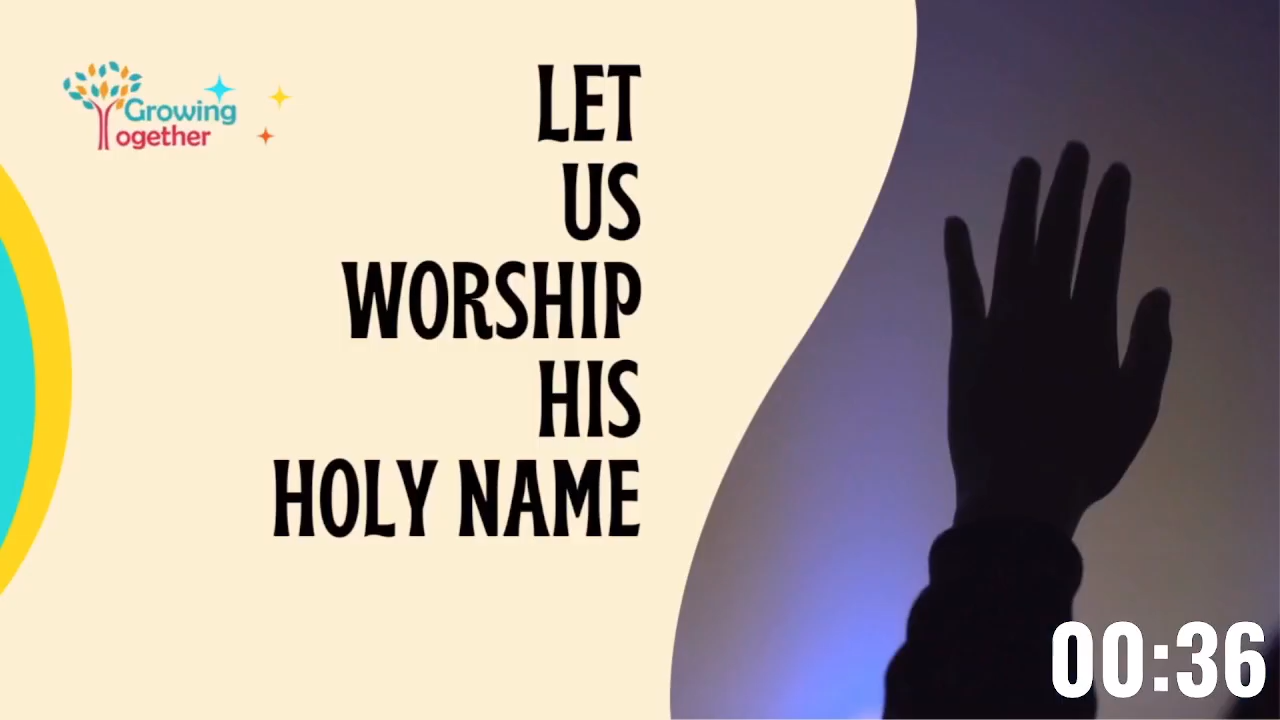 Growing
Together
LET
US
WORSHIP
HIS
HOLY NAME
00:36